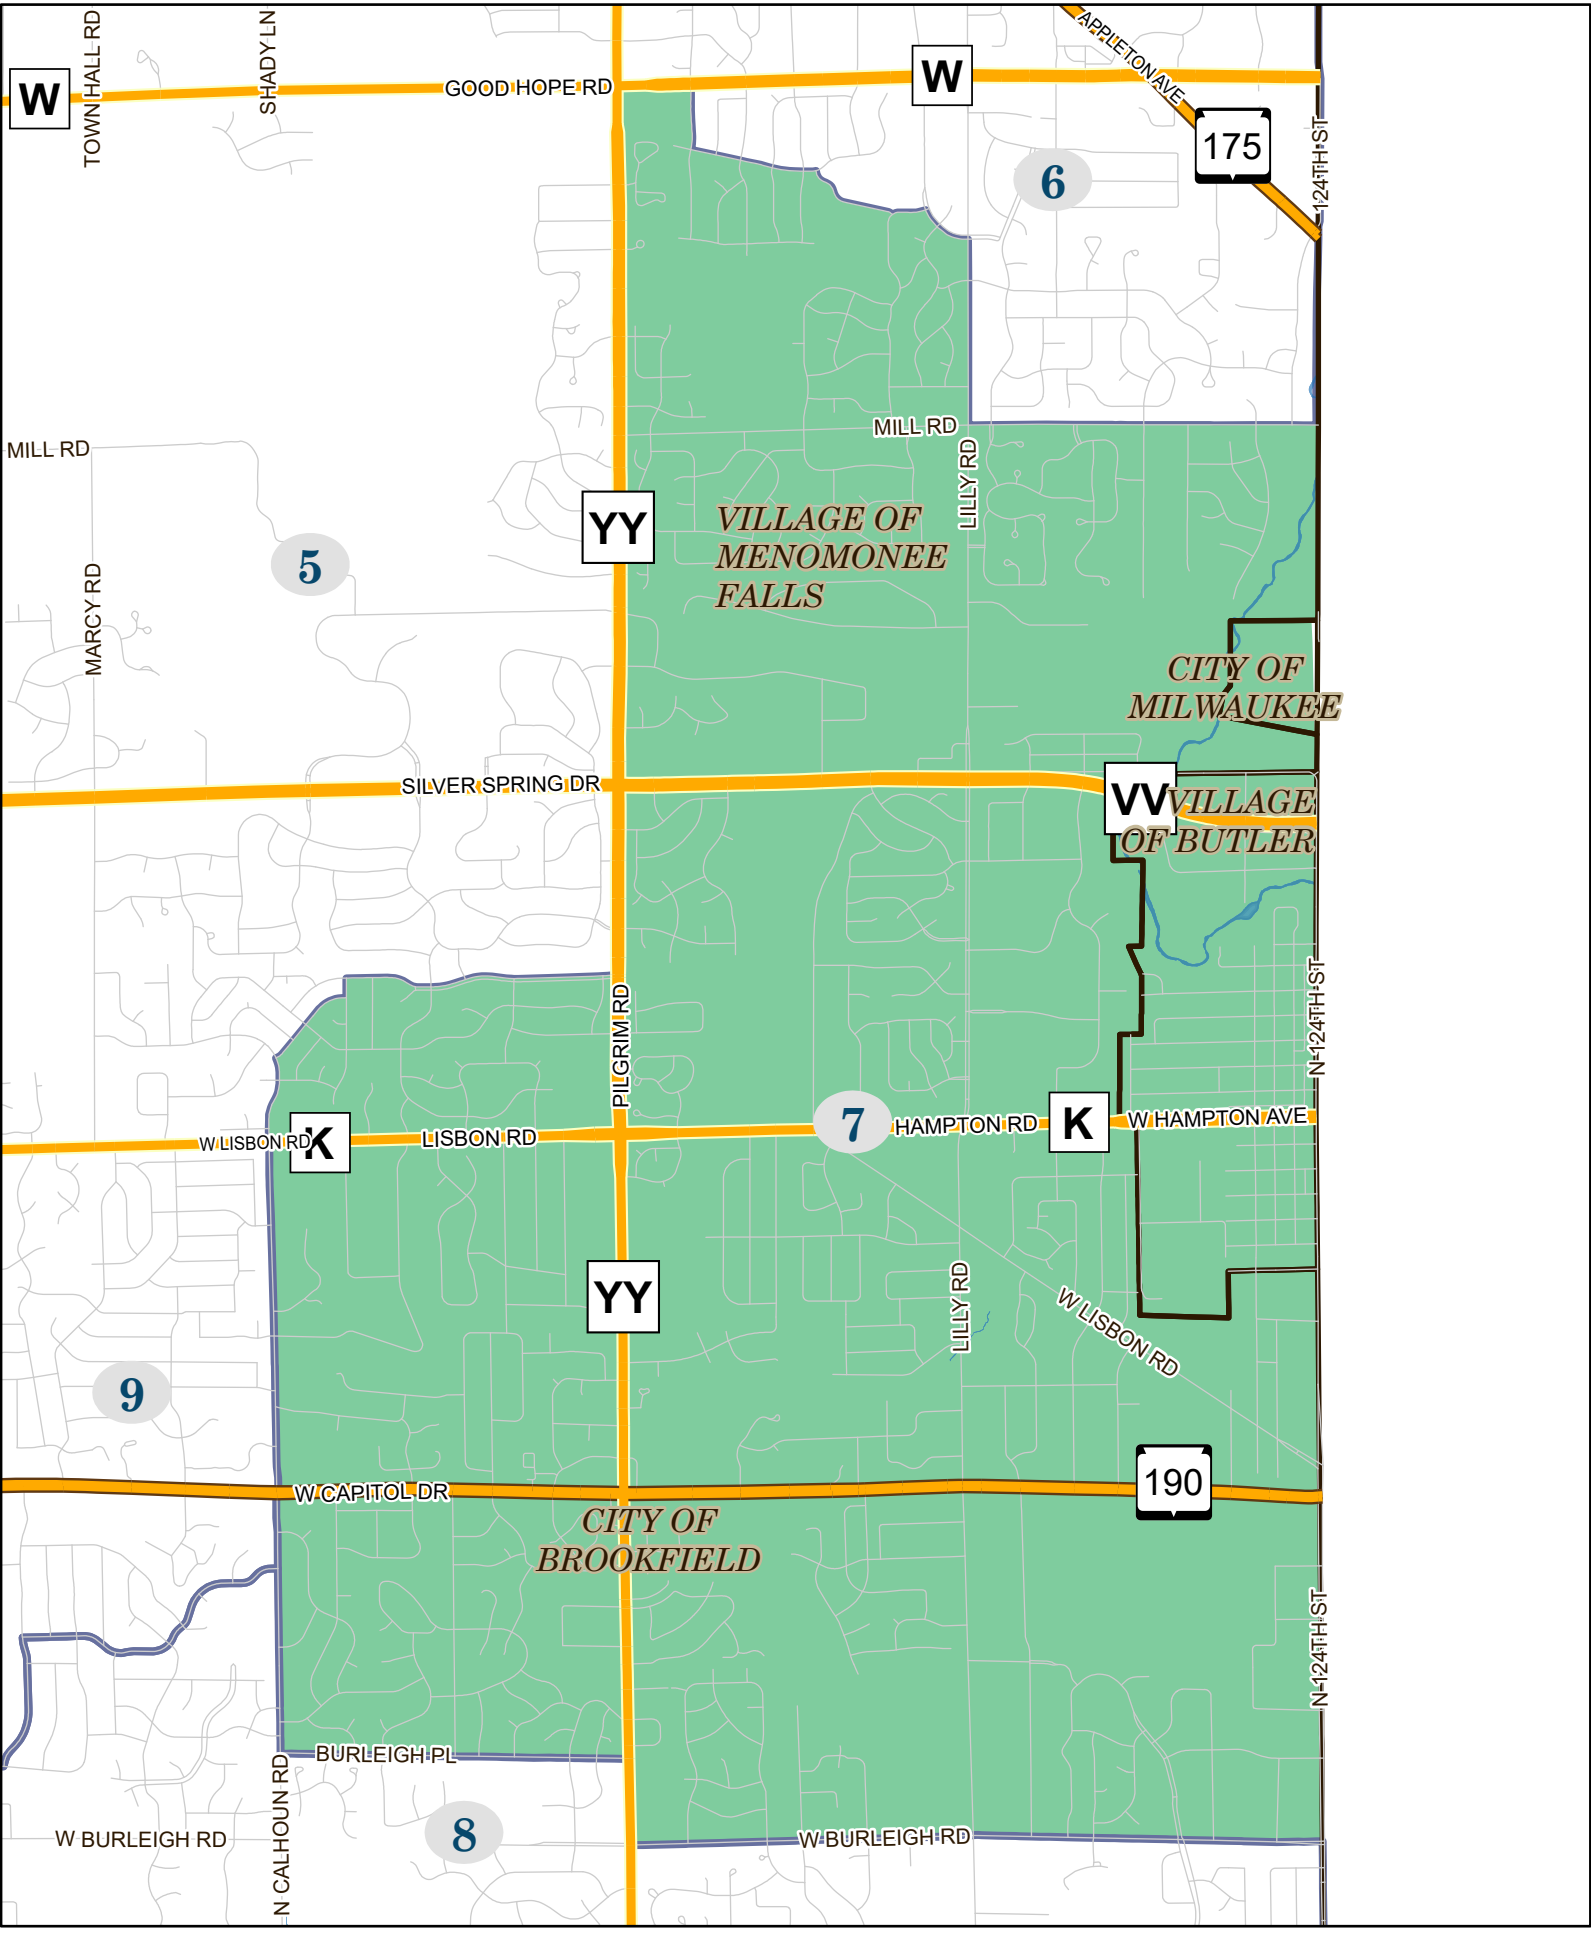 TOWN HALL RD
SHADY LN
APPLETON AVE
W
GOOD HOPE RD
W
175
124TH ST
6
MILL RD
MILL RD
LILLY RD
YY
VILLAGE OF
MENOMONEE
FALLS
5
MARCY RD
CITY OF
MILWAUKEE
SILVER SPRING DR
VV
VILLAGE
OF BUTLER
PILGRIM RD
N 124TH ST
W LISBON RD
K
LISBON RD
7
HAMPTON RD
K
W HAMPTON AVE
YY
LILLY RD
W LISBON RD
9
W CAPITOL DR
190
CITY OF
BROOKFIELD
N 124TH ST
BURLEIGH PL
N CALHOUN RD
W BURLEIGH RD
8
W BURLEIGH RD